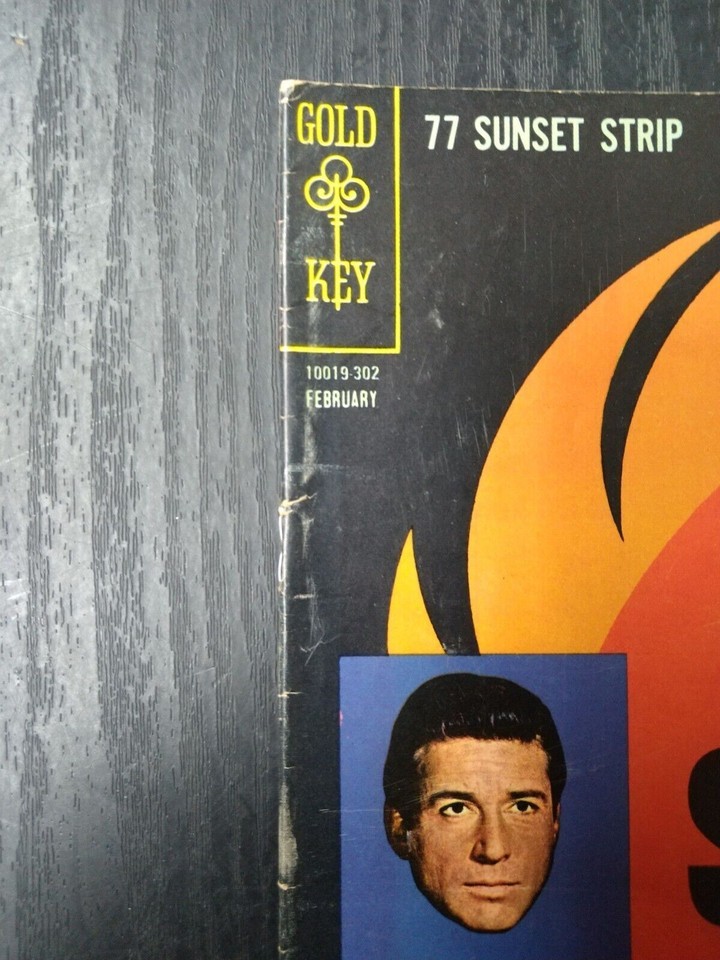 GOLD
KEY
77 SUNSET STRIP
10019-302
FEBRUARY